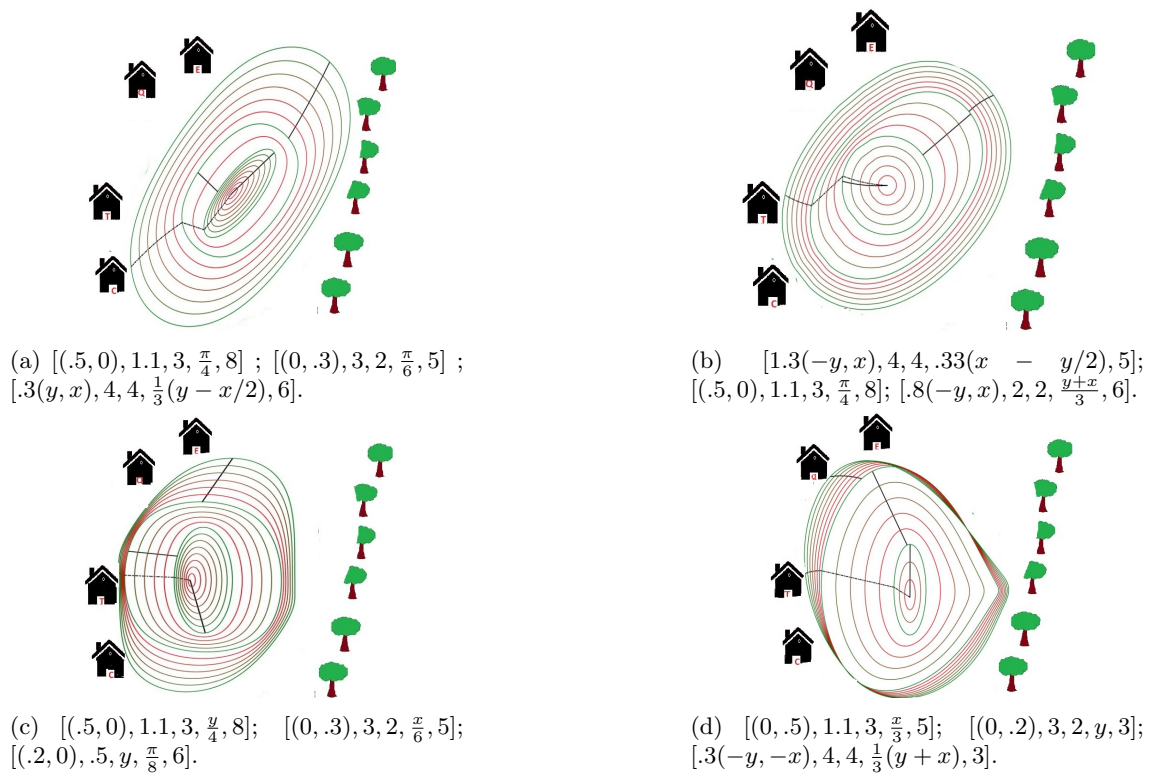 E
Q
T
C
E
Q
T
C
(a) [(.5, 0), 1.1, 3, π/4, 8] ; [(0, .3), 3, 2, π/6, 5] ;
[.3(y, x), 4, 4, 1/3(y − x/2), 6].
(b) [1.3(−y, x), 4, 4, .33(x − y/2), 5];
[(.5, 0), 1.1, 3, π/4, 8]; [.8(−y, x), 2, 2, y+x/3, 6].
E
T
C
E
q
T
C
(c) [(.5, 0), 1.1, 3, y/4, 8]; [(0, .3), 3, 2, x/6, 5];
[(.2, 0), .5, y, π/8, 6].
(d) [(0, .5), 1.1, 3, x/3, 5]; [(0, .2), 3, 2, y, 3];
[.3(−y, −x), 4, 4, 1/3(y + x), 3].